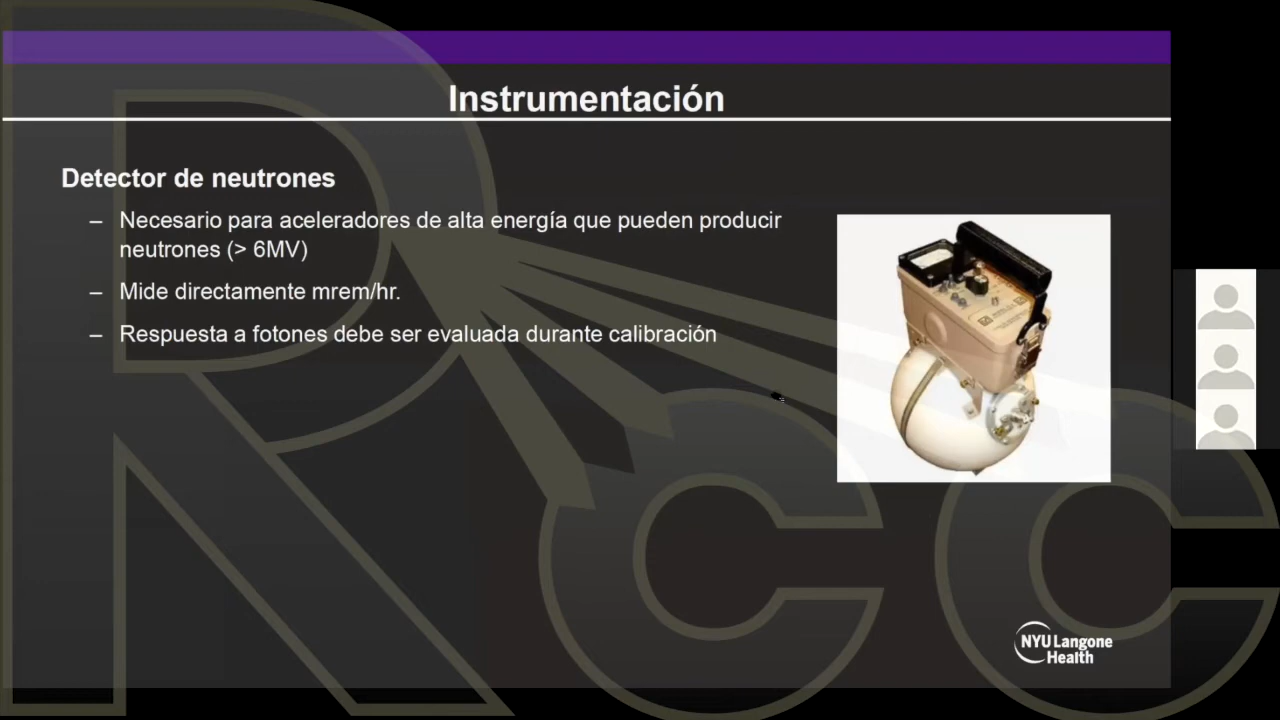 Instrumentación
Detector de neutrones
– Necesario para aceleradores de alta energía que pueden producir
neutrones (> 6MV)
– Mide directamente mrem/hr.
– Respuesta a fotones debe ser evaluada durante calibración
NYU Langone
Health
RCC